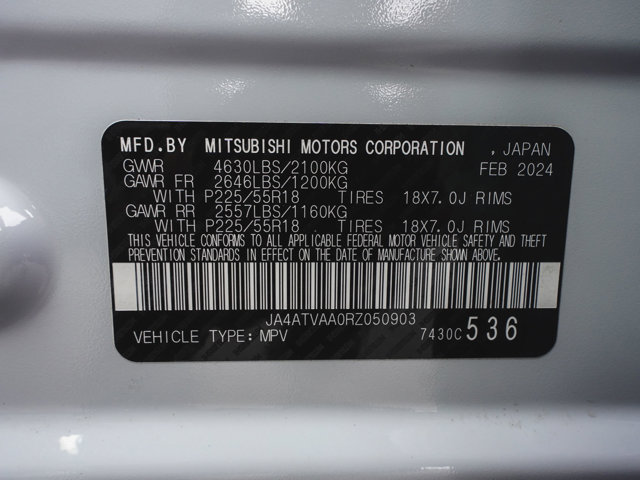 MFD.BY MITSUBISHI MOTORS CORPORATION , JAPAN
GVWR 4630LBS/2100KG FEB 2024
GAWR FR 2646LBS/1200KG
WITH P225/55R18 TIRES 18X7.0J RIMS
GAWR RR 2557LBS/1160KG
WITH P225/55R18 TIRES 18X7.0J RIMS
THIS VEHICLE CONFORMS TO ALL APPLICABLE FEDERAL MOTOR VEHICLE SAFETY AND THEFT
PREVENTION STANDARDS IN EFFECT ON THE DATE OF MANUFACTURE SHOWN ABOVE.
JA4ATVAA0RZ050903
VEHICLE TYPE:MPV 7430C 536